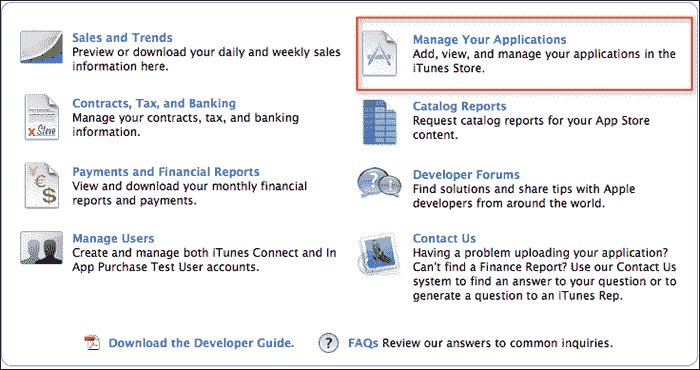 Sales and Trends
Preview or download your daily and weekly sales
information here.
Manage Your Applications
Add, view, and manage your applications in the
iTunes Store.
Contracts, Tax, and Banking
Manage your contracts, tax, and banking
information.
x Steve
Catalog Reports
Request catalog reports for your App Store
content.
Payments and Financial Reports
View and download your monthly financial
reports and payments.
Developer Forums
Find solutions and share tips with Apple
developers from around the world.
Manage Users
Create and manage both iTunes Connect and In
App Purchase Test User accounts.
Contact Us
Having a problem uploading your application?
Can't find a Finance Report? Use our Contact Us
system to find an answer to your question or to
generate a question to an iTunes Rep.
Download the Developer Guide.
? FAQs Review our answers to common inquiries.